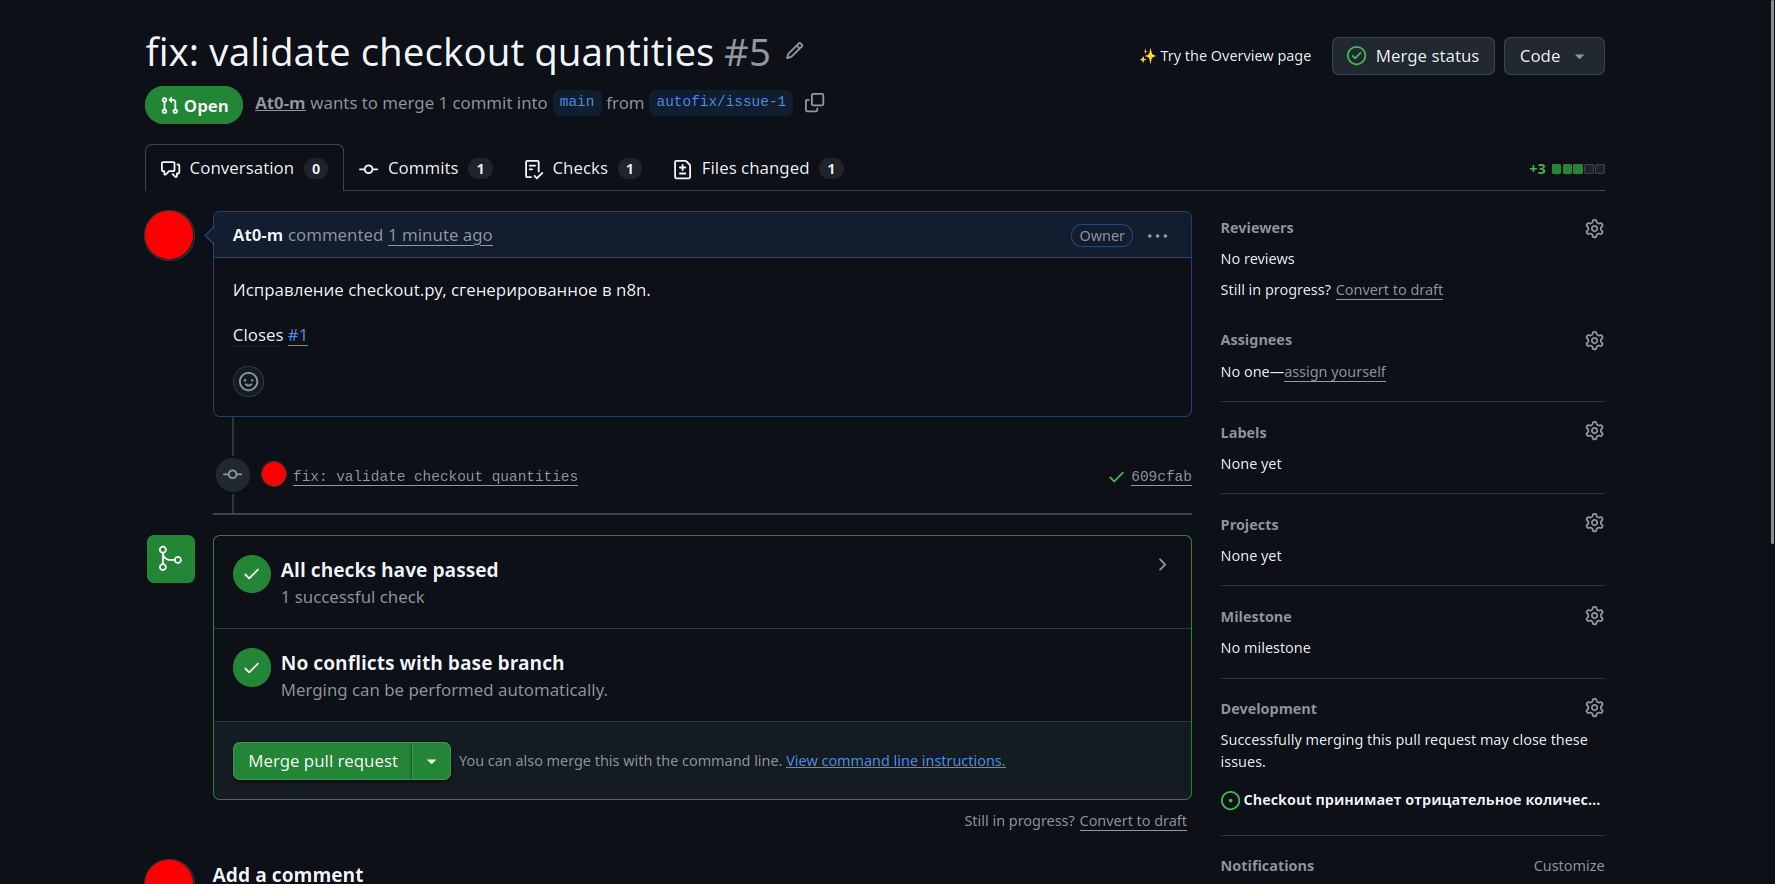 fix: validate checkout quantities #5
✨ Try the Overview page
Merge status
Code
Open
At0-m wants to merge 1 commit into main from autofix/issue-1
Conversation 0
Commits 1
Checks 1
Files changed 1
+3
At0-m commented 1 minute ago
Owner
Исправление checkout.py, сгенерированное в n8n.
Closes #1
fix: validate checkout quantities
609cfab
All checks have passed
1 successful check
No conflicts with base branch
Merging can be performed automatically.
Merge pull request
You can also merge this with the command line. View command line instructions.
Still in progress? Convert to draft
Add a comment
Reviewers
No reviews
Still in progress? Convert to draft
Assignees
No one—assign yourself
Labels
None yet
Projects
None yet
Milestone
No milestone
Development
Successfully merging this pull request may close these
issues.
Checkout принимает отрицательное количес...
Notifications
Customize